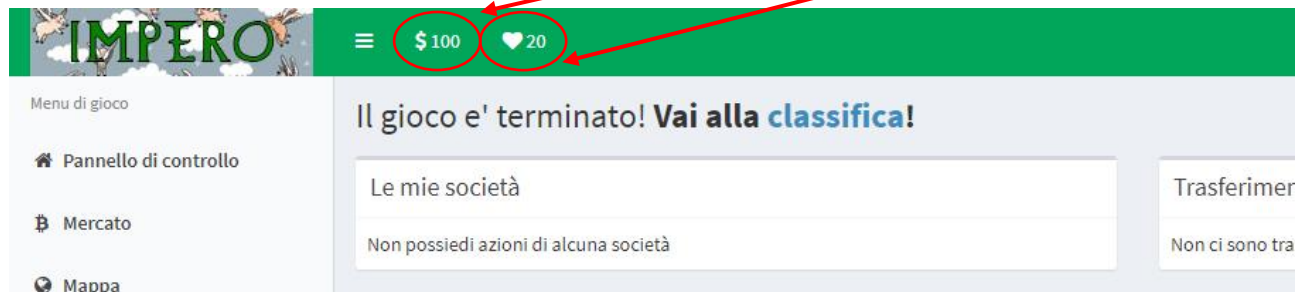 IMPERO
$ 100 20
Menu di gioco
Il gioco e' terminato! Vai alla classifica!
Pannello di controllo
Le mie società
Trasferimen
Mercato
Non possiedi azioni di alcuna società
Non ci sono tra
Mappa